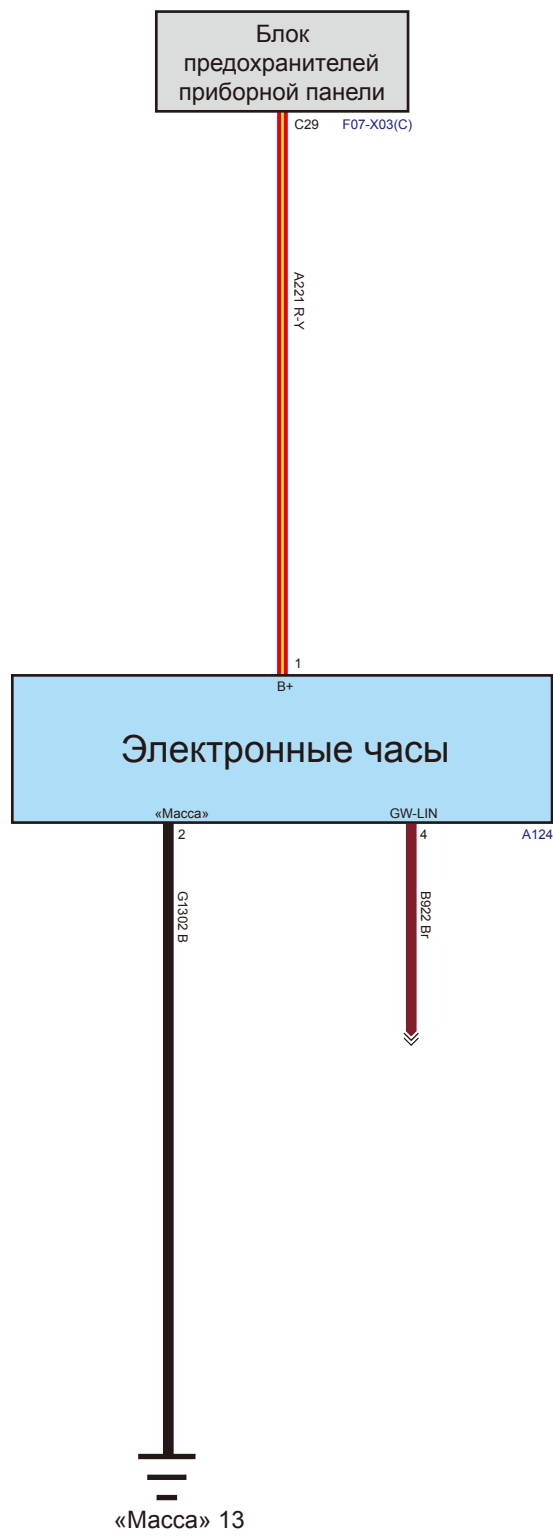 Блок
предохранителей
приборной панели
C29 F07-X03(C)
A221 R-Y
1
B+
Электронные часы
«Масса» GW-LIN
2 4 A124
G1302 B
B922 Br
«Масса» 13